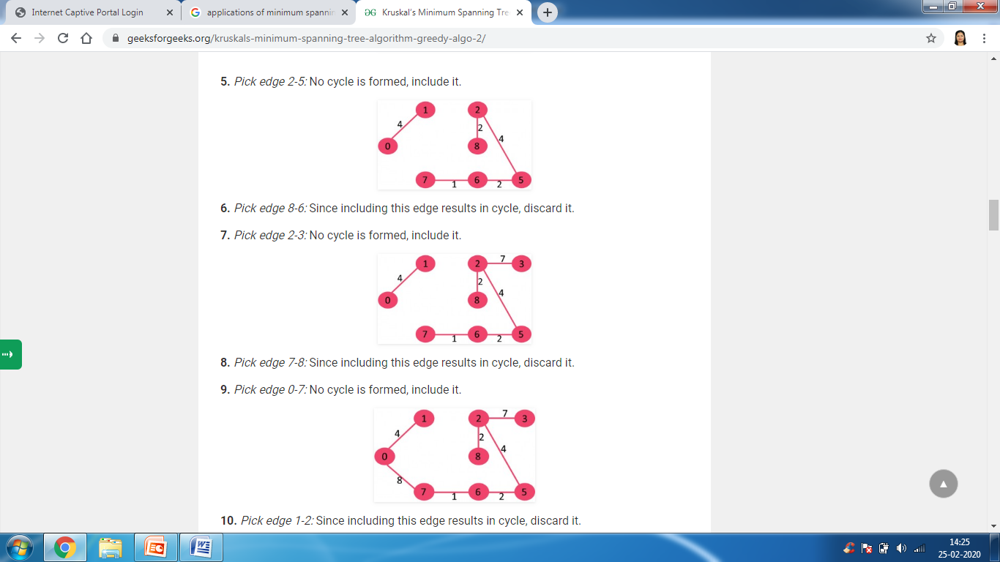 Internet Captive Portal Login
applications of minimum spannin
ƏG Kruskal's Minimum Spanning Tre
geeksforgeeks.org/kruskals-minimum-spanning-tree-algorithm-greedy-algo-2/
5. Pick edge 2-5: No cycle is formed, include it.
1 2
4 2 4
0 8
7 6 5
1 2
6. Pick edge 8-6: Since including this edge results in cycle, discard it.
7. Pick edge 2-3: No cycle is formed, include it.
7
1 2 3
4 2 4
0 8
7 6 5
1 2
8. Pick edge 7-8: Since including this edge results in cycle, discard it.
9. Pick edge 0-7: No cycle is formed, include it.
7
1 2 3
4 2 4
0 8
8
7 6 5
1 2
10. Pick edge 1-2: Since including this edge results in cycle, discard it.
14:25
25-02-2020